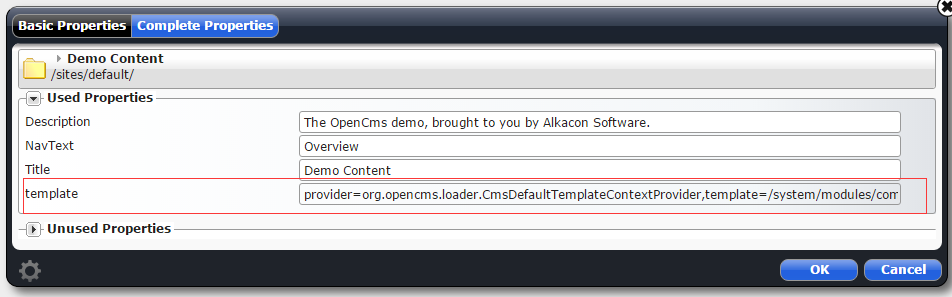 Basic Properties Complete Properties
Demo Content
/sites/default/
Used Properties
Description The OpenCms demo, brought to you by Alkacon Software.
NavText Overview
Title Demo Content
template provider=org.opencms.loader.CmsDefaultTemplateContextProvider,template=/system/modules/com
Unused Properties
OK Cancel